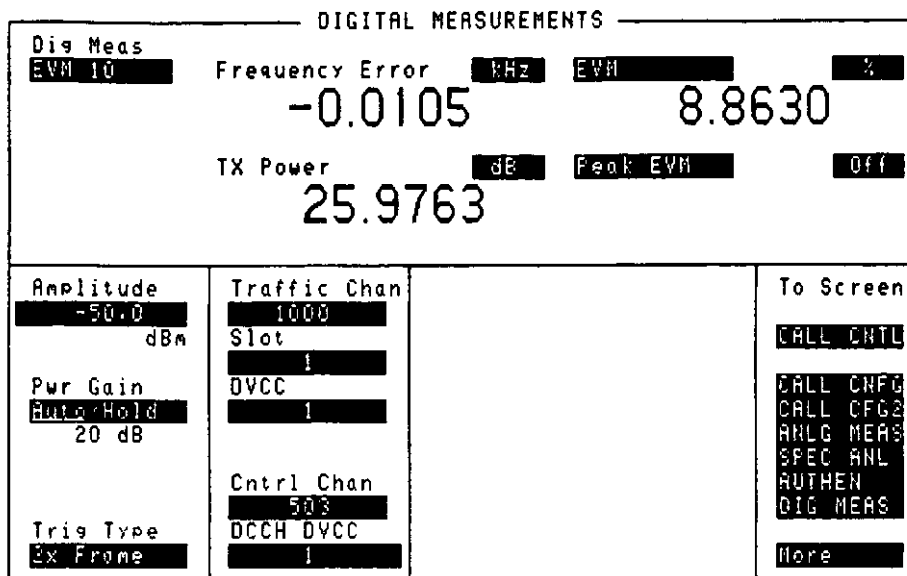 DIGITAL MEASUREMENTS
Dig Meas
EVM 10
Frequency Error kHz
-0.0105
EVM %
8.8630
TX Power dB
25.9763
Peak EVM Off
Amplitude
-50.0
dBm
Pwr Gain
Auto/Hold
20 dB
Trig Type
2x Frame
Traffic Chan
1000
Slot
1
DVCC
1
Cntrl Chan
503
DCCH DVCC
1
To Screen
CALL CNTL
CALL CNFG
CALL CFG2
ANLG MEAS
SPEC ANL
AUTHEN
DIG MEAS
More